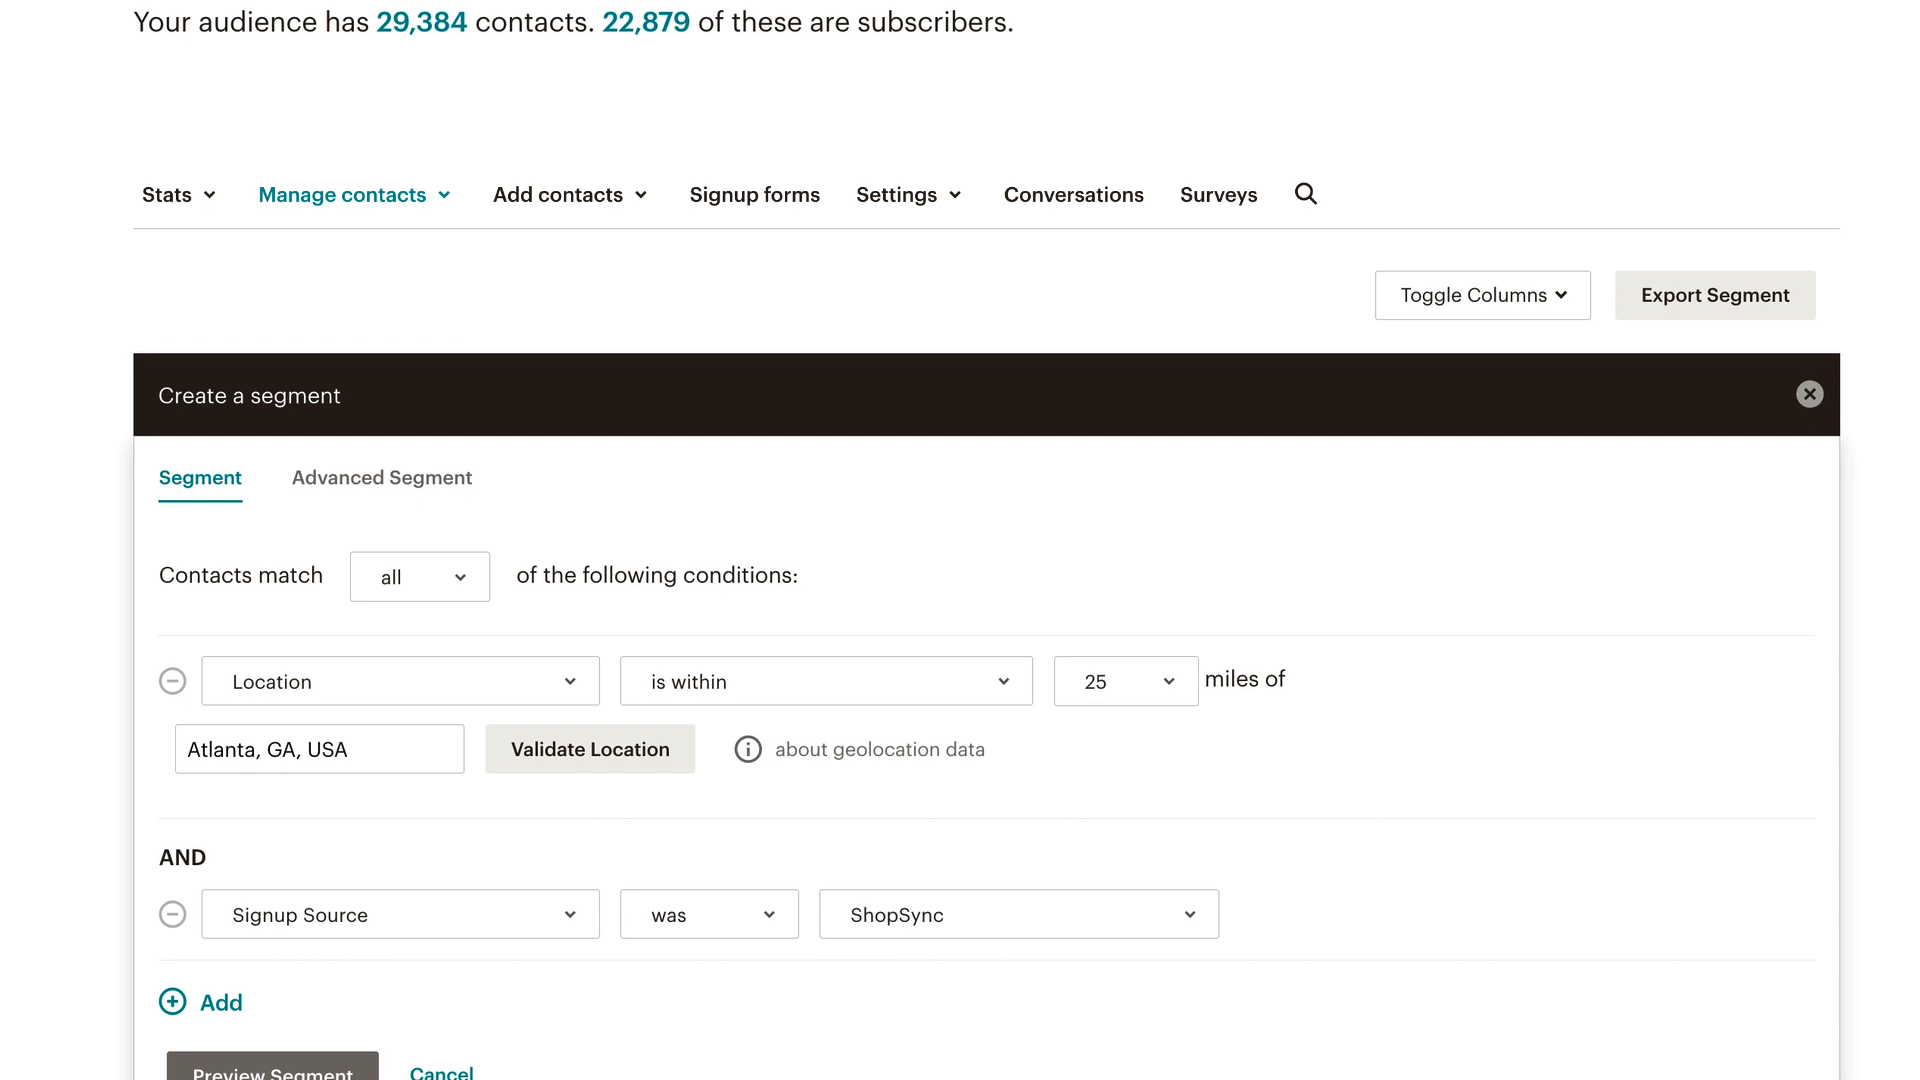 Your audience has 29,384 contacts. 22,879 of these are subscribers.
Stats Manage contacts Add contacts Signup forms Settings Conversations Surveys
Toggle Columns Export Segment
Create a segment
Segment Advanced Segment
Contacts match all of the following conditions:
Location is within 25 miles of
Atlanta, GA, USA Validate Location about geolocation data
AND
Signup Source was ShopSync
Add
Preview Segment Cancel